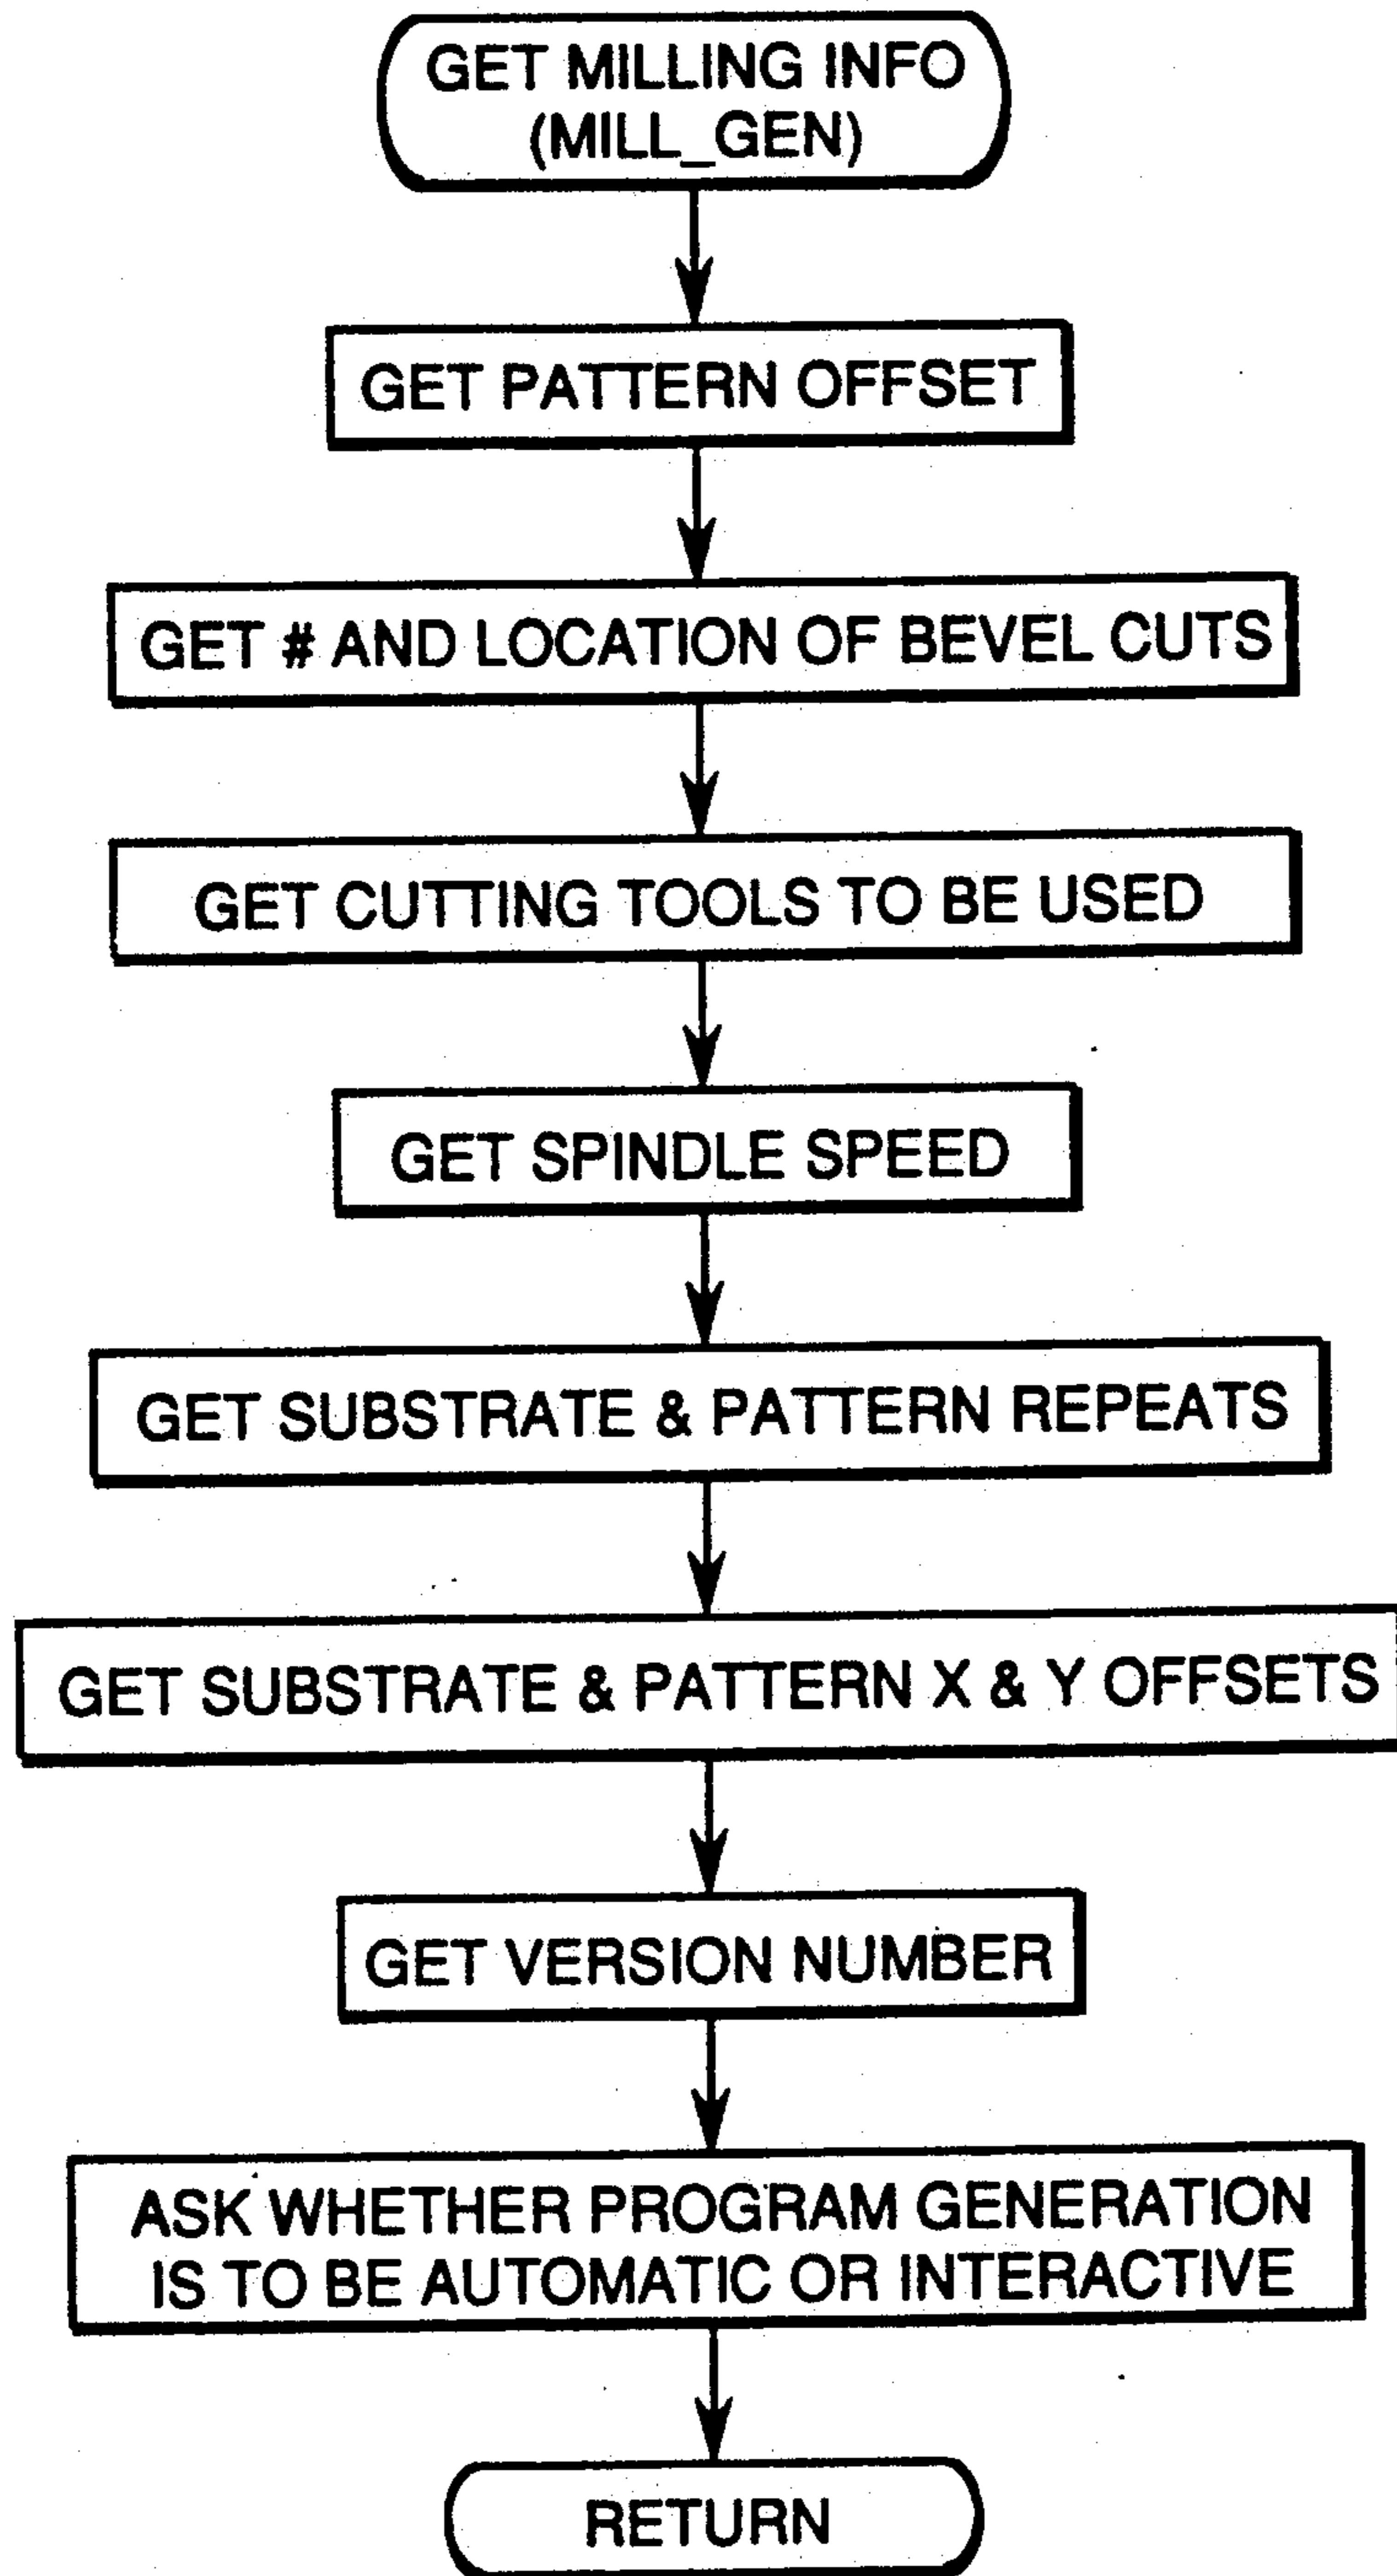 GET MILLING INFO
(MILL_GEN)
GET PATTERN OFFSET
GET # AND LOCATION OF BEVEL CUTS
GET CUTTING TOOLS TO BE USED
GET SPINDLE SPEED
GET SUBSTRATE & PATTERN REPEATS
GET SUBSTRATE & PATTERN X & Y OFFSETS
GET VERSION NUMBER
ASK WHETHER PROGRAM GENERATION
IS TO BE AUTOMATIC OR INTERACTIVE
RETURN